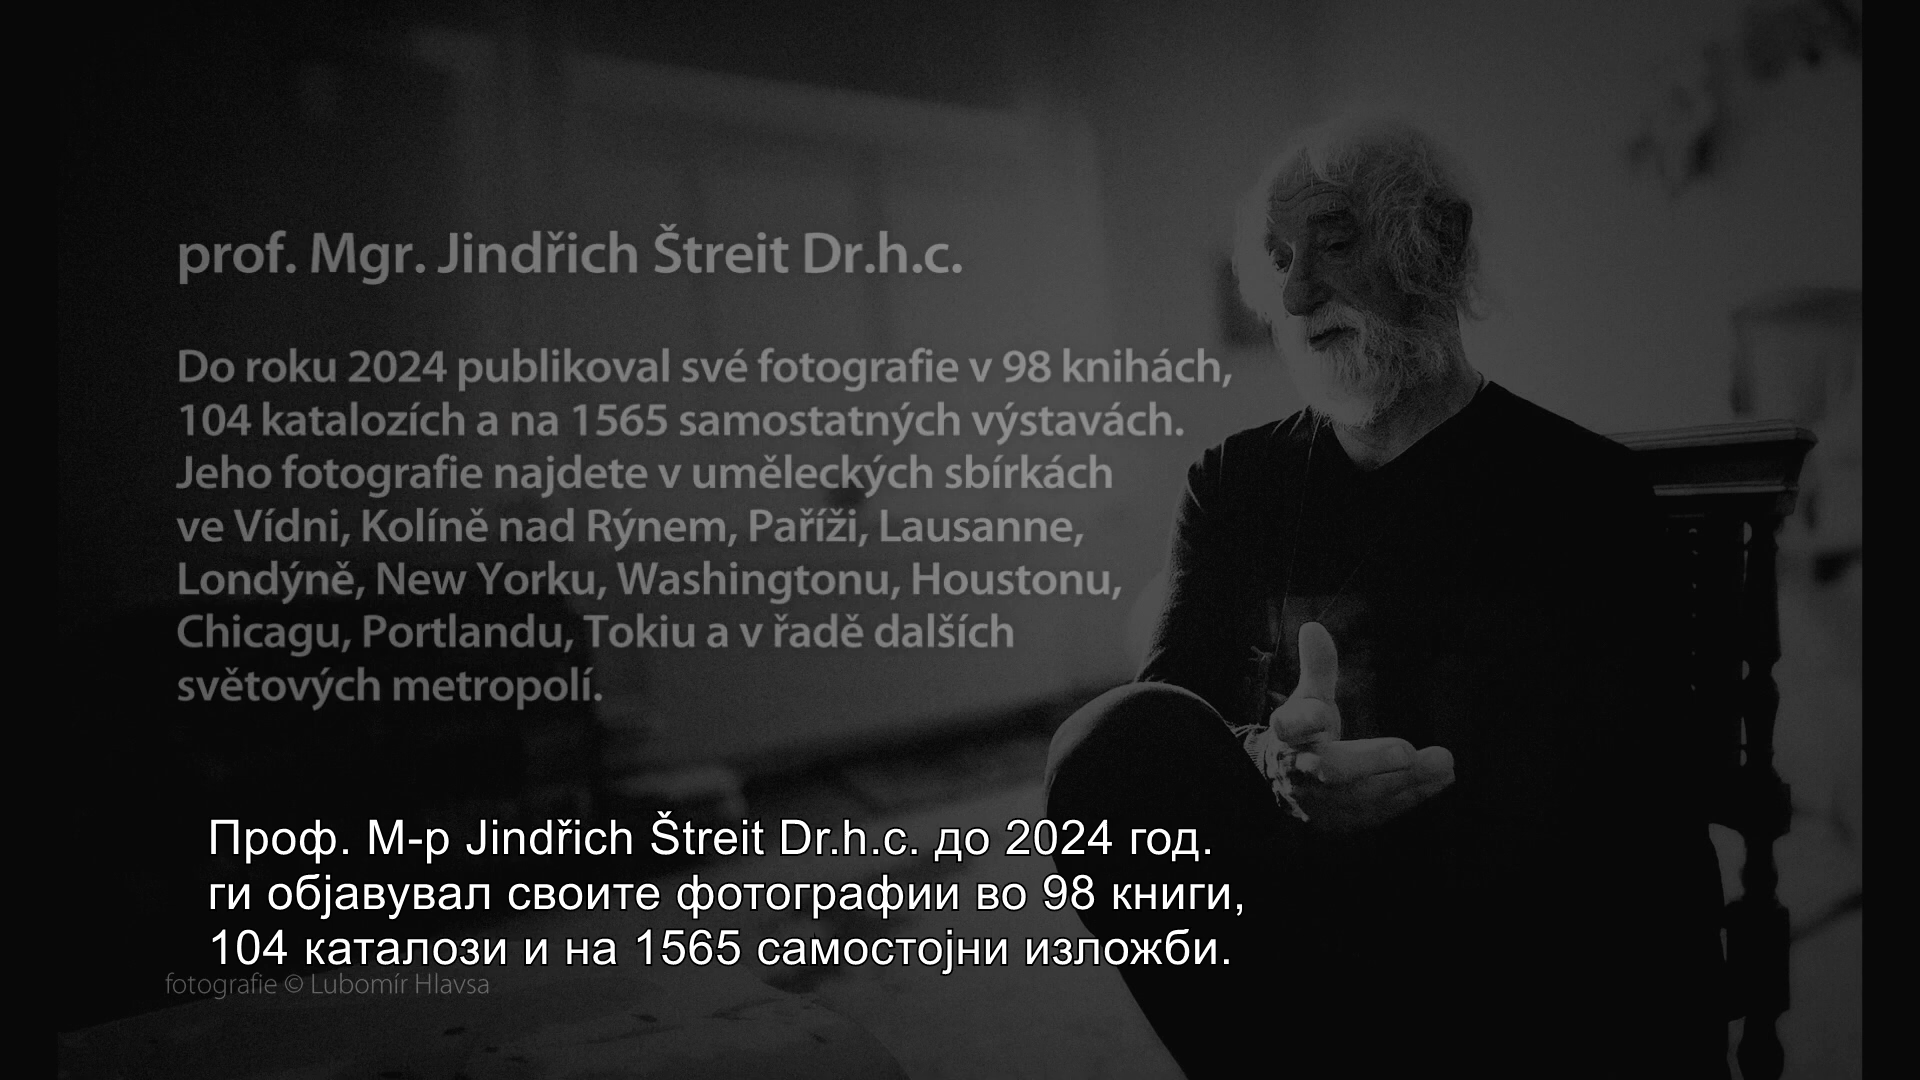 prof. Mgr. Jindřich Štreit Dr.h.c.
Do roku 2024 publikoval své fotografie v 98 knihách,
104 katalozích a na 1565 samostatných výstavách.
Jeho fotografie najdete v uměleckých sbírkách
ve Vídni, Kolíně nad Rýnem, Paříži, Lausanne,
Londýně, New Yorku, Washingtonu, Houstonu,
Chicagu, Portlandu, Tokiu a v řadě dalších
světových metropolí.
Проф. М-р Jindřich Štreit Dr.h.c. до 2024 год.
ги објавувал своите фотографии во 98 книги,
104 каталози и на 1565 самостојни изложби.
fotografie © Lubomír Hlavsa